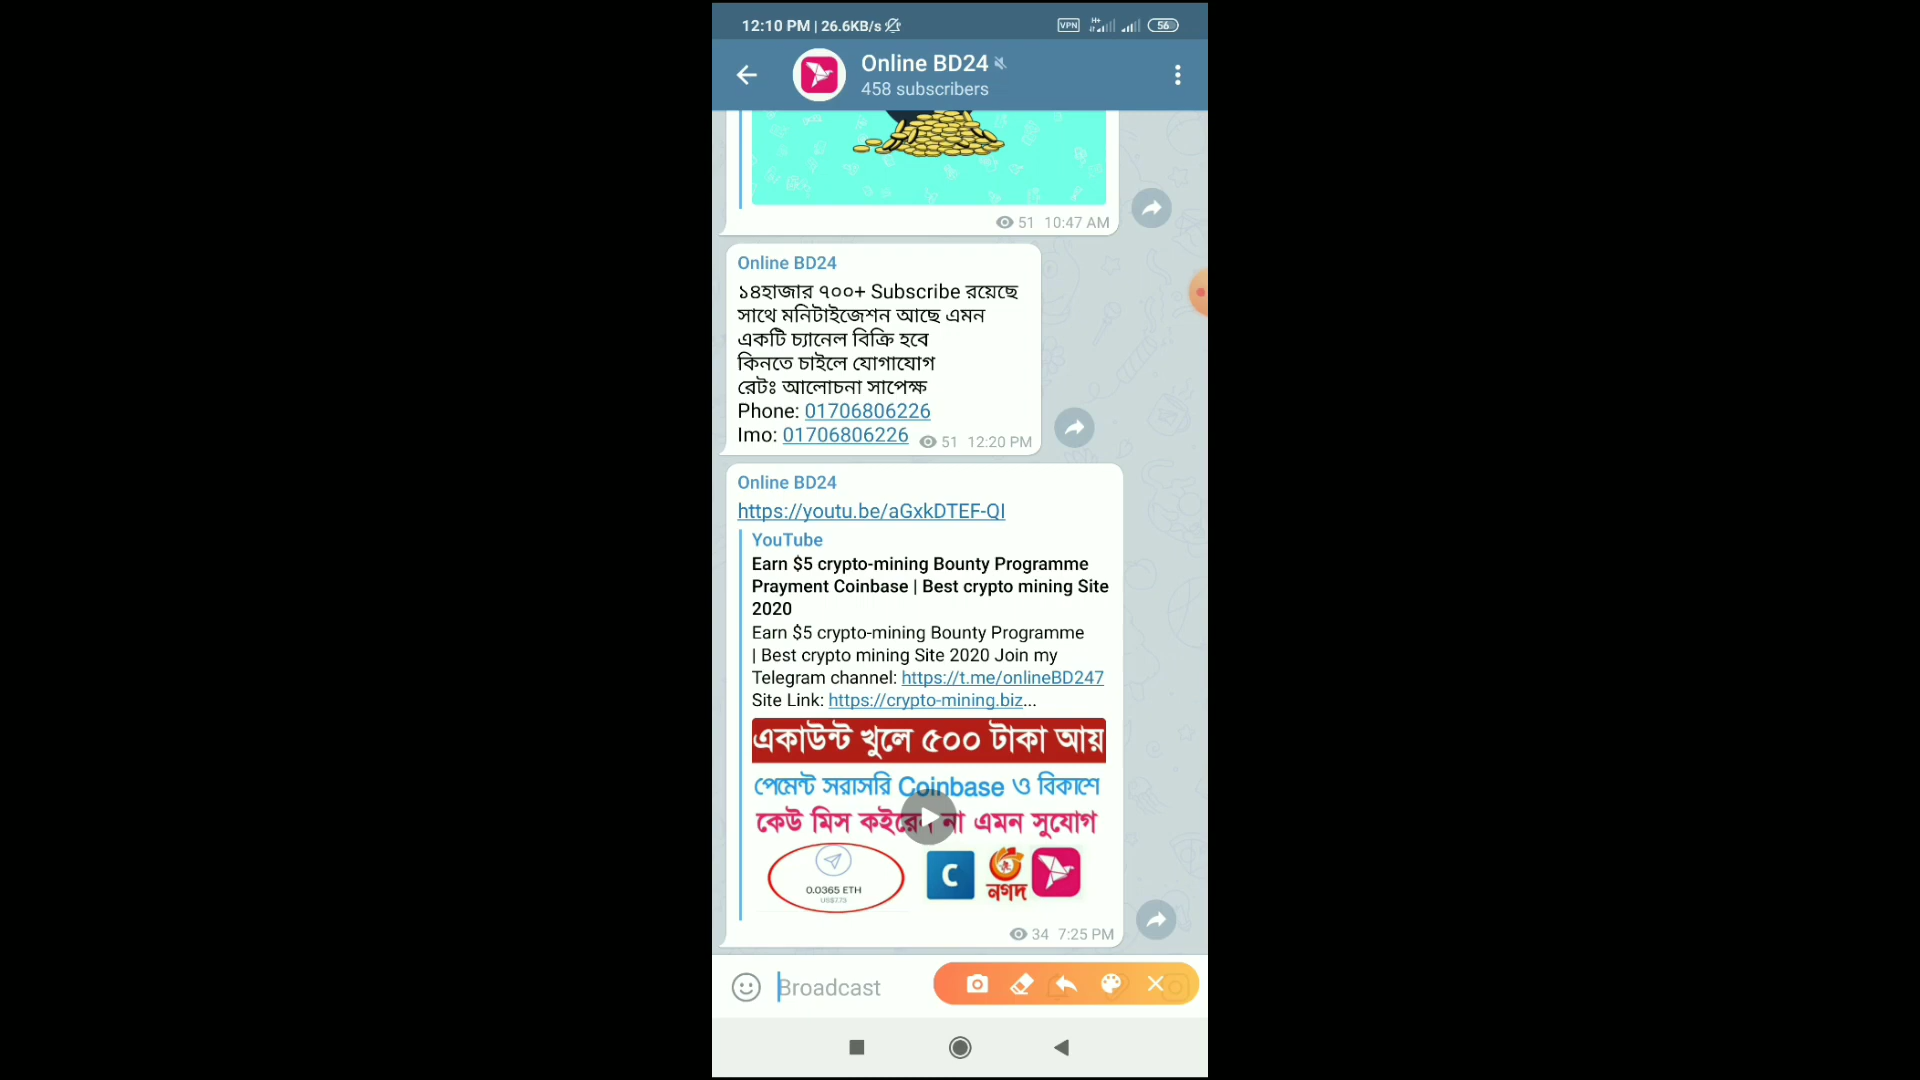 12:10 PM | 26.6KB/s
VPN
H+
56
Online BD24
458 subscribers
51 10:47 AM
Online BD24
১৪হাজার ৭০০+ Subscribe রয়েছে
সাথে মনিটাইজেশন আছে এমন
একটি চ্যানেল বিক্রি হবে
কিনতে চাইলে যোগাযোগ
রেটঃ আলোচনা সাপেক্ষ
Phone: 01706806226
Imo: 01706806226 51 12:20 PM
Online BD24
https://youtu.be/aGxkDTEF-QI
YouTube
Earn $5 crypto-mining Bounty Programme
Prayment Coinbase | Best crypto mining Site
2020
Earn $5 crypto-mining Bounty Programme
| Best crypto mining Site 2020 Join my
Telegram channel: https://t.me/onlineBD247
Site Link: https://crypto-mining.biz...
একাউন্ট খুলে ৫০০ টাকা আয়
পেমেন্ট সরাসরি Coinbase ও বিকাশে
কেউ মিস কইরেন না এমন সুযোগ
0.0365 ETH
US$7.73
C
নগদ
34 7:25 PM
Broadcast